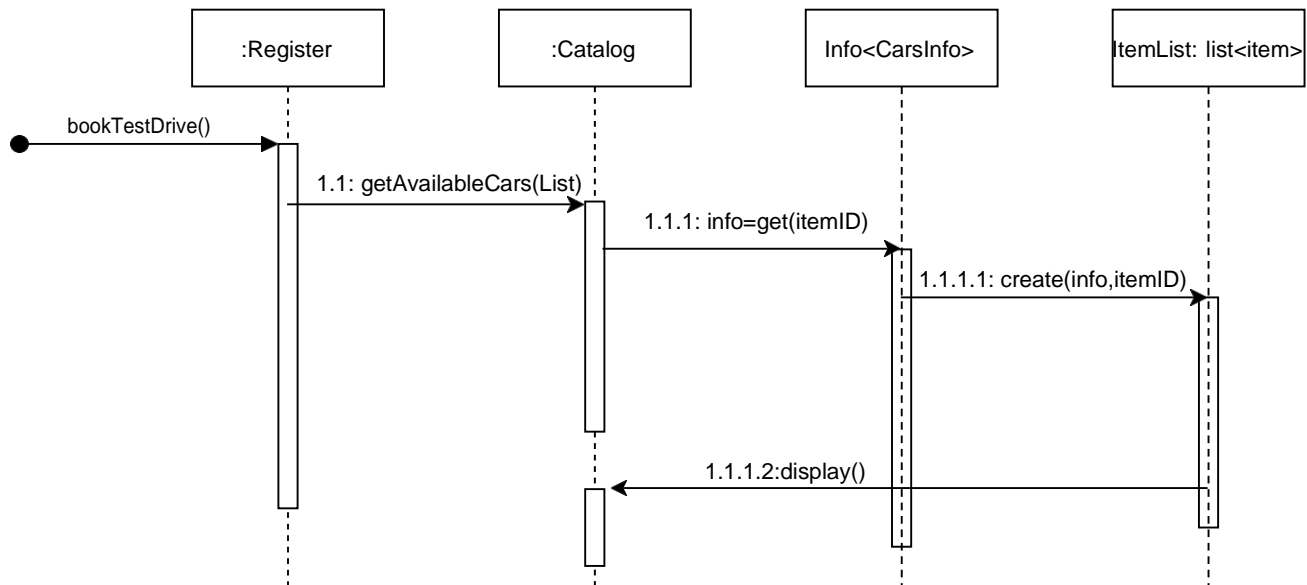 :Register
:Catalog
Info<CarsInfo>
ItemList: list<item>
bookTestDrive()
1.1: getAvailableCars(List)
1.1.1: info=get(itemID)
1.1.1.1: create(info,itemID)
1.1.1.2:display()